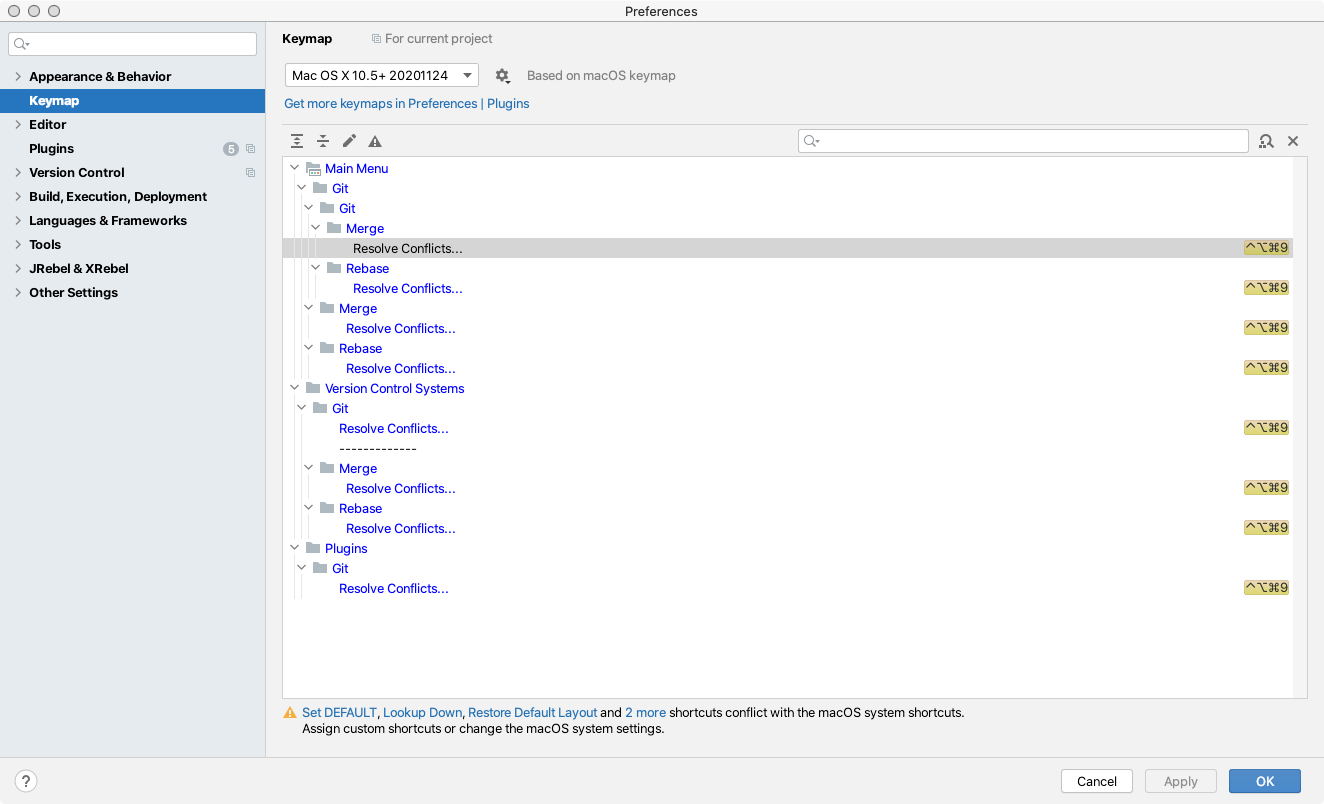 Preferences
Appearance & Behavior
Keymap
Editor
Plugins 5
Version Control
Build, Execution, Deployment
Languages & Frameworks
Tools
JRebel & XRebel
Other Settings
Keymap For current project
Mac OS X 10.5+ 20201124 Based on macOS keymap
Get more keymaps in Preferences | Plugins
Main Menu
Git
Git
Merge
Resolve Conflicts... ^⌥⌘9
Rebase
Resolve Conflicts... ^⌥⌘9
Merge
Resolve Conflicts... ^⌥⌘9
Rebase
Resolve Conflicts... ^⌥⌘9
Version Control Systems
Git
Resolve Conflicts... ^⌥⌘9
-------------
Merge
Resolve Conflicts... ^⌥⌘9
Rebase
Resolve Conflicts... ^⌥⌘9
Plugins
Git
Resolve Conflicts... ^⌥⌘9
Set DEFAULT, Lookup Down, Restore Default Layout and 2 more shortcuts conflict with the macOS system shortcuts.
Assign custom shortcuts or change the macOS system settings.
? Cancel Apply OK